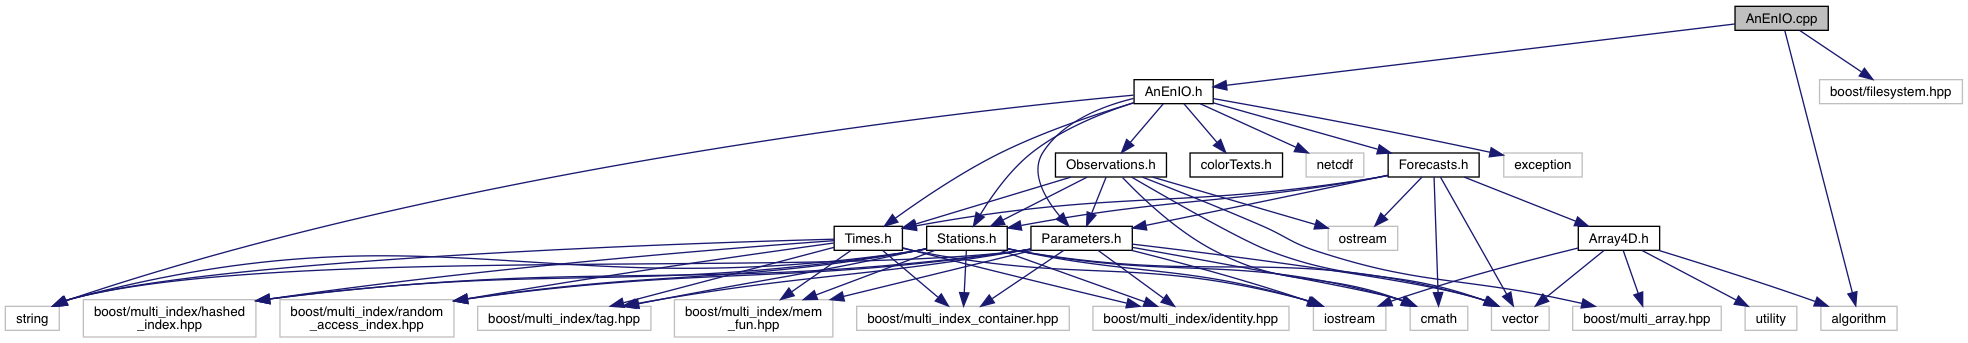 AnEnIO.cpp
AnEnIO.h
boost/filesystem.hpp
Observations.h
colorTexts.h
netcdf
Forecasts.h
exception
Times.h
Stations.h
Parameters.h
ostream
Array4D.h
string
boost/multi_index/hashed
_index.hpp
boost/multi_index/random
_access_index.hpp
boost/multi_index/tag.hpp
boost/multi_index/mem
_fun.hpp
boost/multi_index_container.hpp
boost/multi_index/identity.hpp
iostream
cmath
vector
boost/multi_array.hpp
utility
algorithm